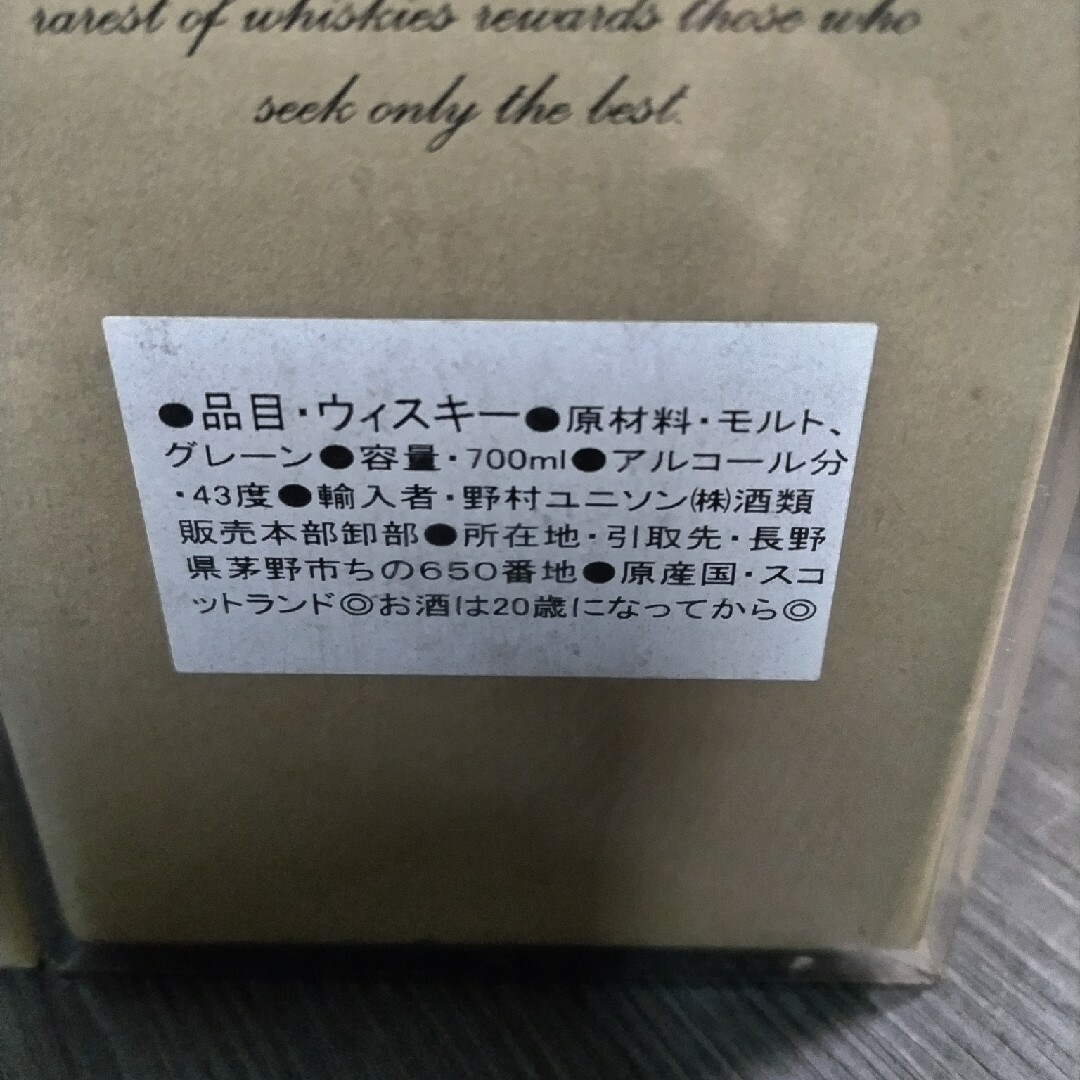 rarest of whiskies rewards those who
seek only the best.
●品目・ウィスキー●原材料・モルト、
グレーン●容量・700ml●アルコール分
・43度●輸入者・野村ユニソン㈱酒類
販売本部卸部●所在地・引取先・長野
県茅野市ちの650番地●原産国・スコ
ットランド◎お酒は20歳になってから◎